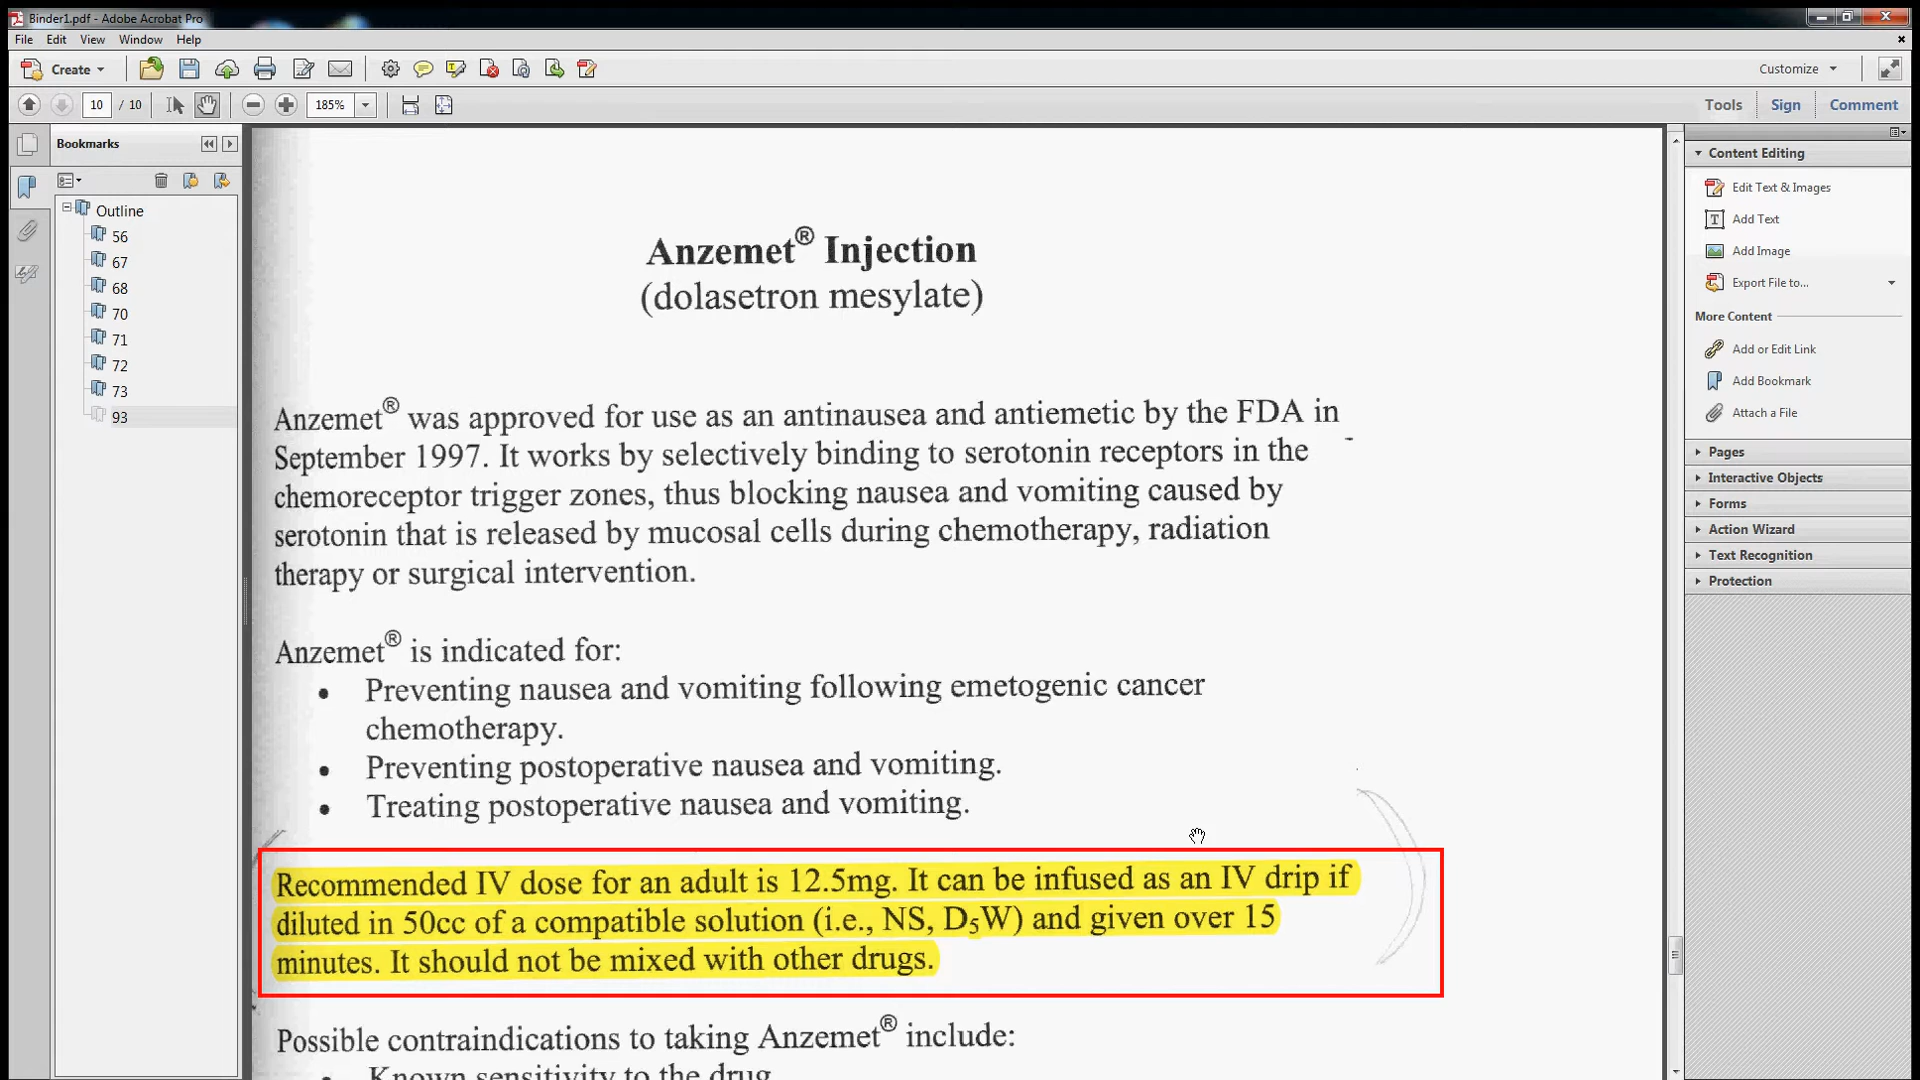 Binder1.pdf - Adobe Acrobat Pro
File Edit View Window Help
Create
Customize
10 / 10
185%
Tools Sign Comment
Bookmarks
Outline
56
67
68
70
71
72
73
93
Anzemet® Injection
(dolasetron mesylate)
Anzemet® was approved for use as an antinausea and antiemetic by the FDA in
September 1997. It works by selectively binding to serotonin receptors in the
chemoreceptor trigger zones, thus blocking nausea and vomiting caused by
serotonin that is released by mucosal cells during chemotherapy, radiation
therapy or surgical intervention.
Anzemet® is indicated for:
• Preventing nausea and vomiting following emetogenic cancer
chemotherapy.
• Preventing postoperative nausea and vomiting.
• Treating postoperative nausea and vomiting.
Recommended IV dose for an adult is 12.5mg. It can be infused as an IV drip if
diluted in 50cc of a compatible solution (i.e., NS, D₅W) and given over 15
minutes. It should not be mixed with other drugs.
Possible contraindications to taking Anzemet® include:
• Known sensitivity to the drug
Content Editing
Edit Text & Images
Add Text
Add Image
Export File to...
More Content
Add or Edit Link
Add Bookmark
Attach a File
Pages
Interactive Objects
Forms
Action Wizard
Text Recognition
Protection